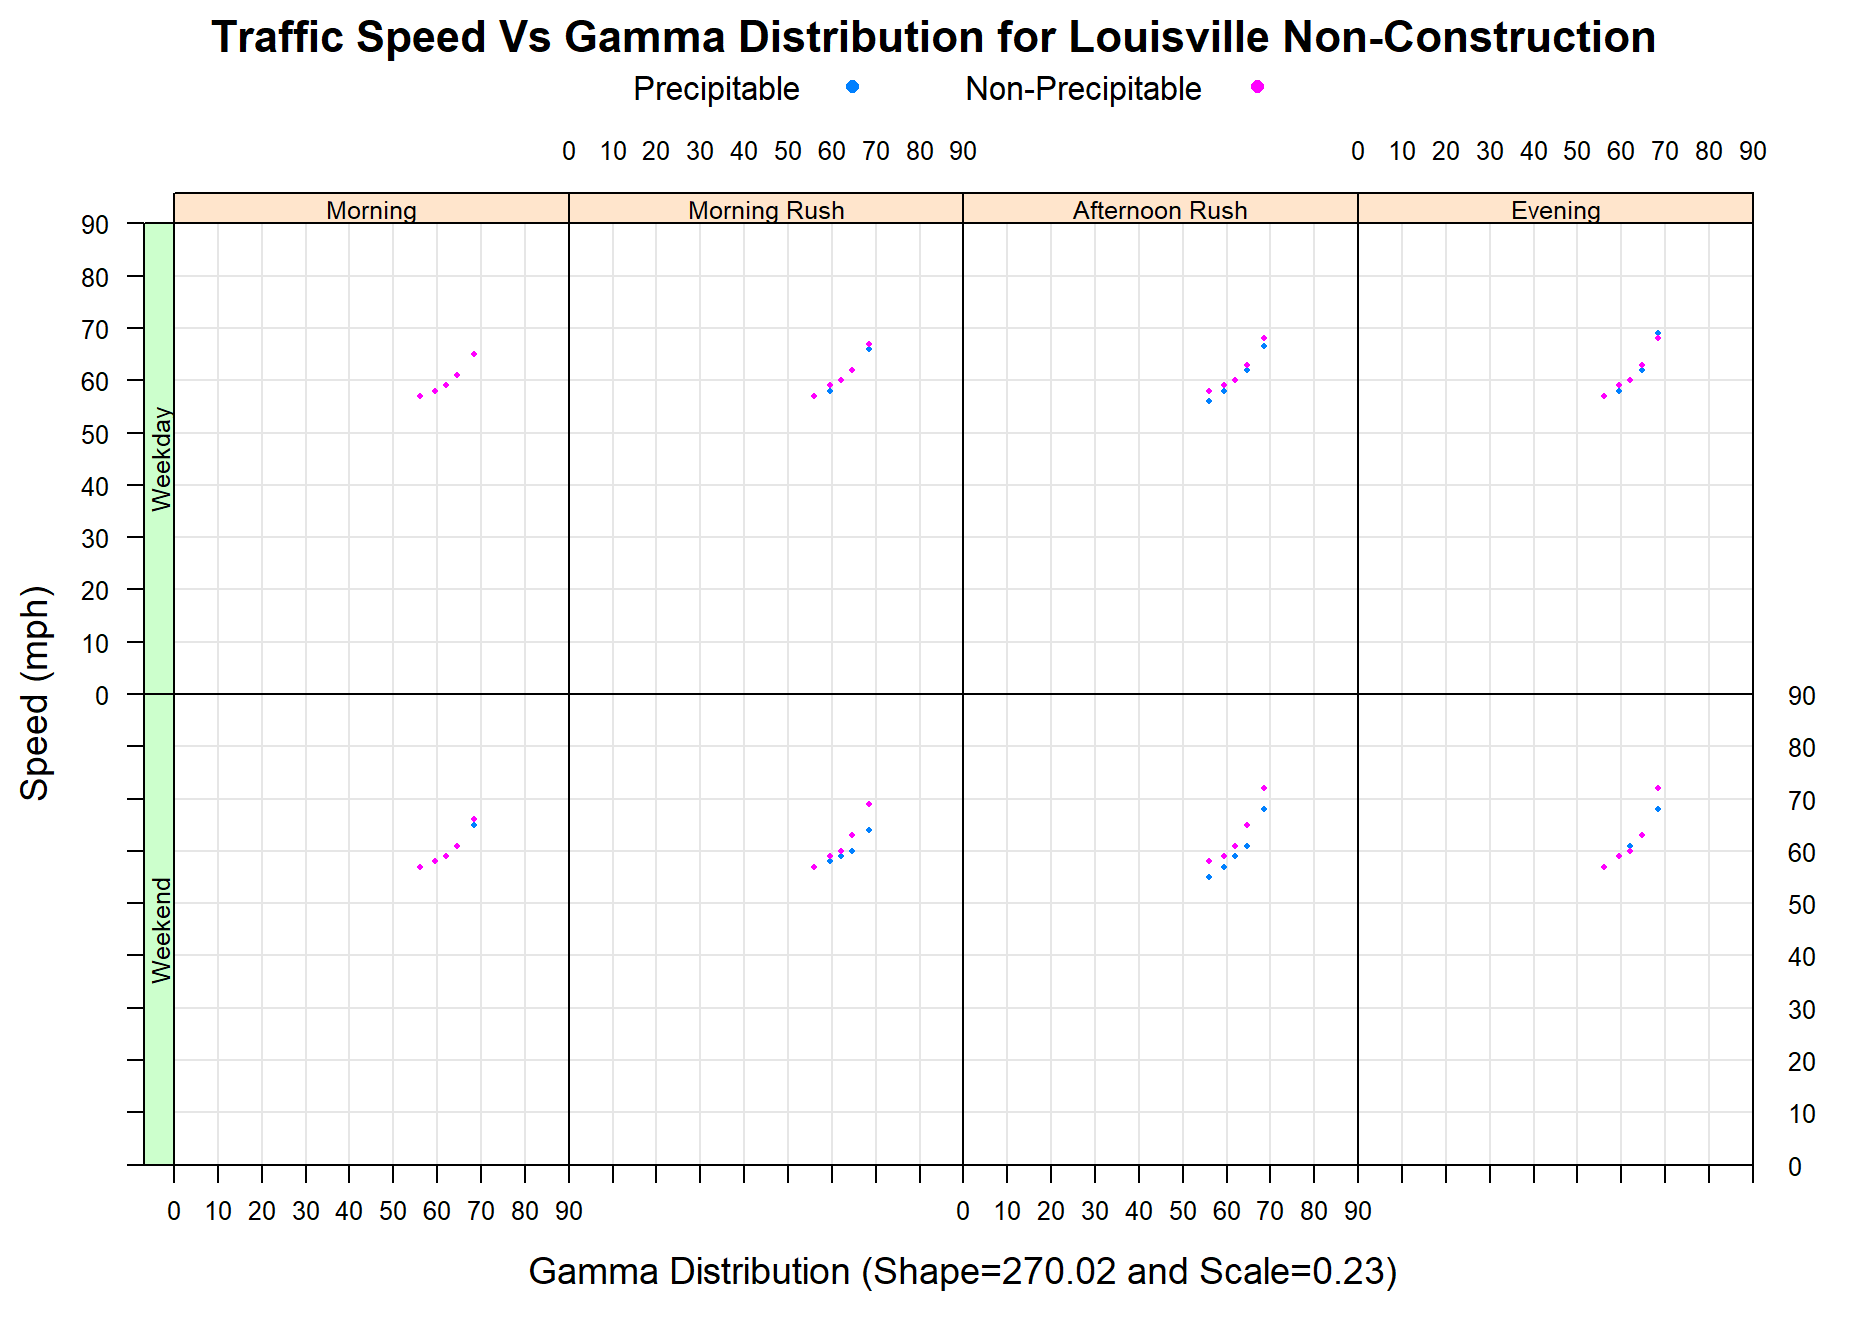 Traffic Speed Vs Gamma Distribution for Louisville Non-Construction
Precipitable Non-Precipitable
0 10 20 30 40 50 60 70 80 90 0 10 20 30 40 50 60 70 80 90
Morning Morning Rush Afternoon Rush Evening
90
80
70
60
50
40
30
20
10
0
Weekday
Weekend
Speed (mph)
90
80
70
60
50
40
30
20
10
0
0 10 20 30 40 50 60 70 80 90 0 10 20 30 40 50 60 70 80 90
Gamma Distribution (Shape=270.02 and Scale=0.23)